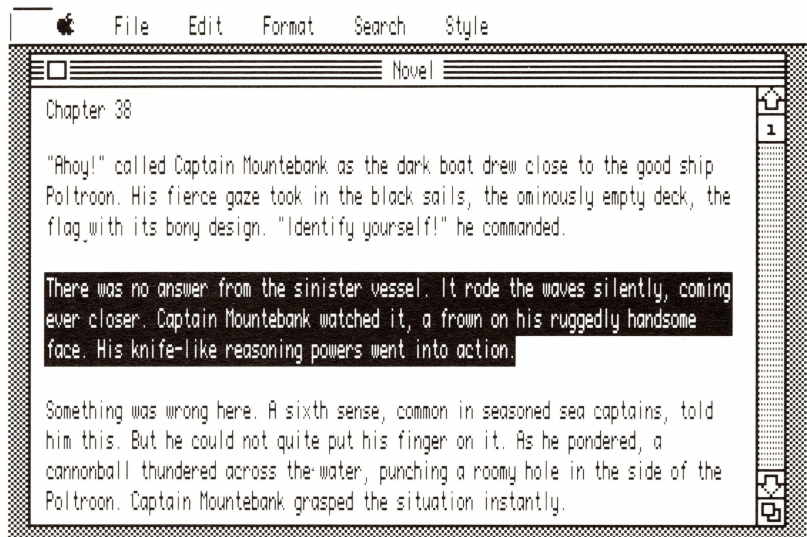 File Edit Format Search Style
Novel
Chapter 38
1
"Ahoy!" called Captain Mountebank as the dark boat drew close to the good ship
Poltroon. His fierce gaze took in the black sails, the ominously empty deck, the
flag with its bony design. "Identify yourself!" he commanded.
There was no answer from the sinister vessel. It rode the waves silently, coming
ever closer. Captain Mountebank watched it, a frown on his ruggedly handsome
face. His knife-like reasoning powers went into action.
Something was wrong here. A sixth sense, common in seasoned sea captains, told
him this. But he could not quite put his finger on it. As he pondered, a
cannonball thundered across the water, punching a roomy hole in the side of the
Poltroon. Captain Mountebank grasped the situation instantly.